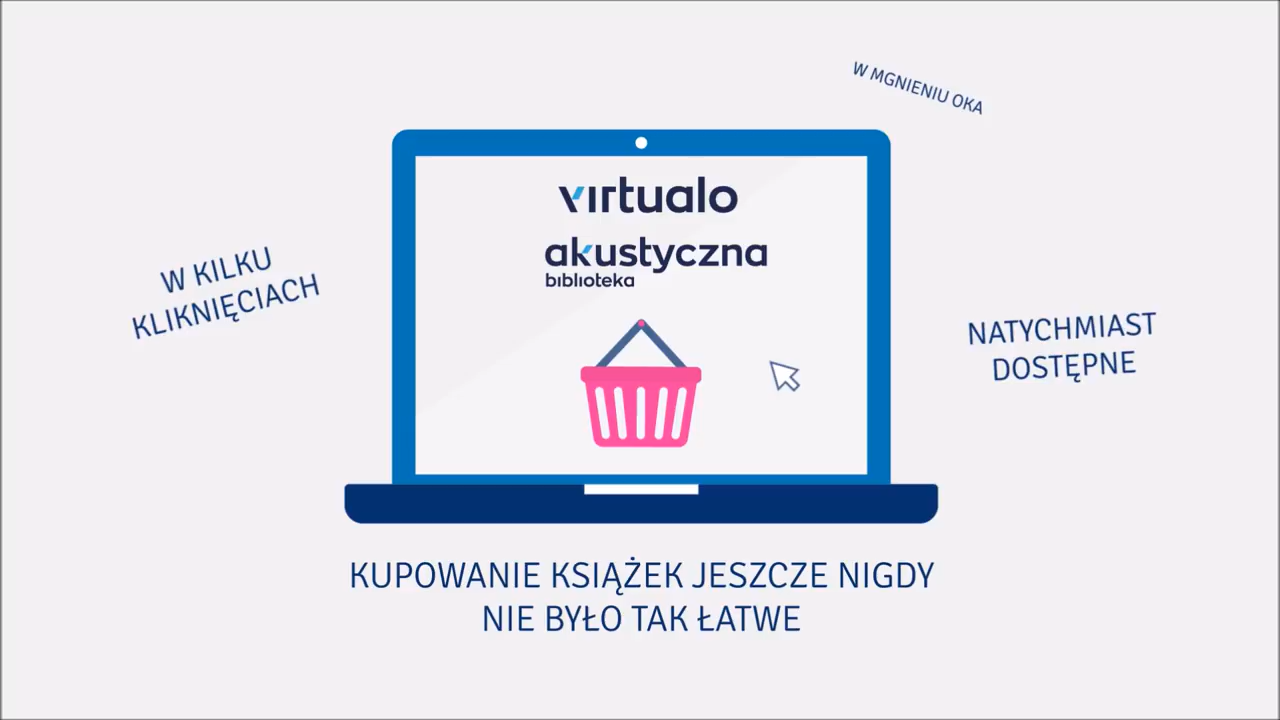 W MGNIENIU OKA
virtualo
akustyczna
biblioteka
W KILKU
KLIKNIĘCIACH
NATYCHMIAST
DOSTĘPNE
KUPOWANIE KSIĄŻEK JESZCZE NIGDY
NIE BYŁO TAK ŁATWE